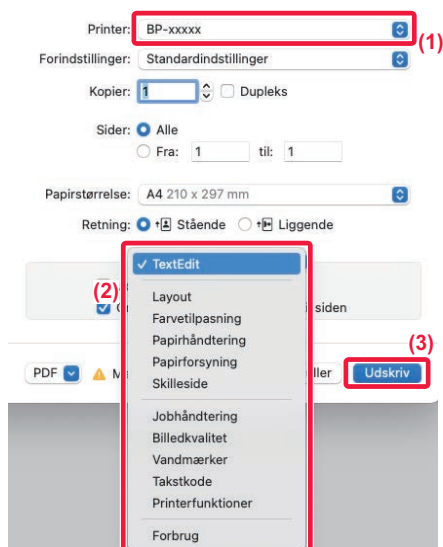 Printer: BP-xxxxx
(1)
Forindstillinger: Standardindstillinger
Kopier: 1 Dupleks
Sider: Alle
Fra: 1 til: 1
Papirstørrelse: A4 210 x 297 mm
Retning: Stående Liggende
✓ TextEdit
(2)
Layout
siden
Farvetilpasning
Papirhåndtering
Papirforsyning
(3)
PDF
ller
Udskriv
Skilleside
Jobhåndtering
Billedkvalitet
Vandmærker
Takstkode
Printerfunktioner
Forbrug